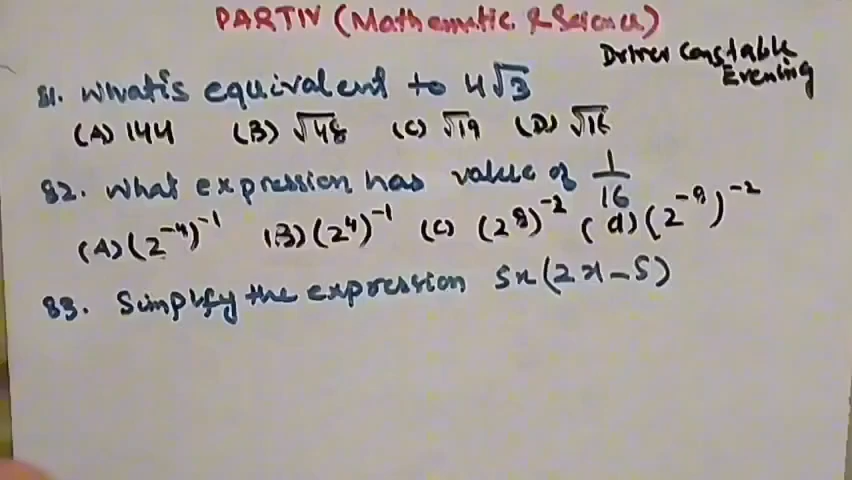 PARTIV (Mathematic & Science)
Driver Constable
Evening
81. What is equivalent to 4√3
(A) 144 (B) √48 (C) √19 (D) √16
82. What expression has value of 1/16
(A) (2⁻⁴)⁻¹ (B) (2⁴)⁻¹ (C) (2⁸)⁻² (d) (2⁻⁸)⁻²
83. Simplify the expression 5x(2x-5)